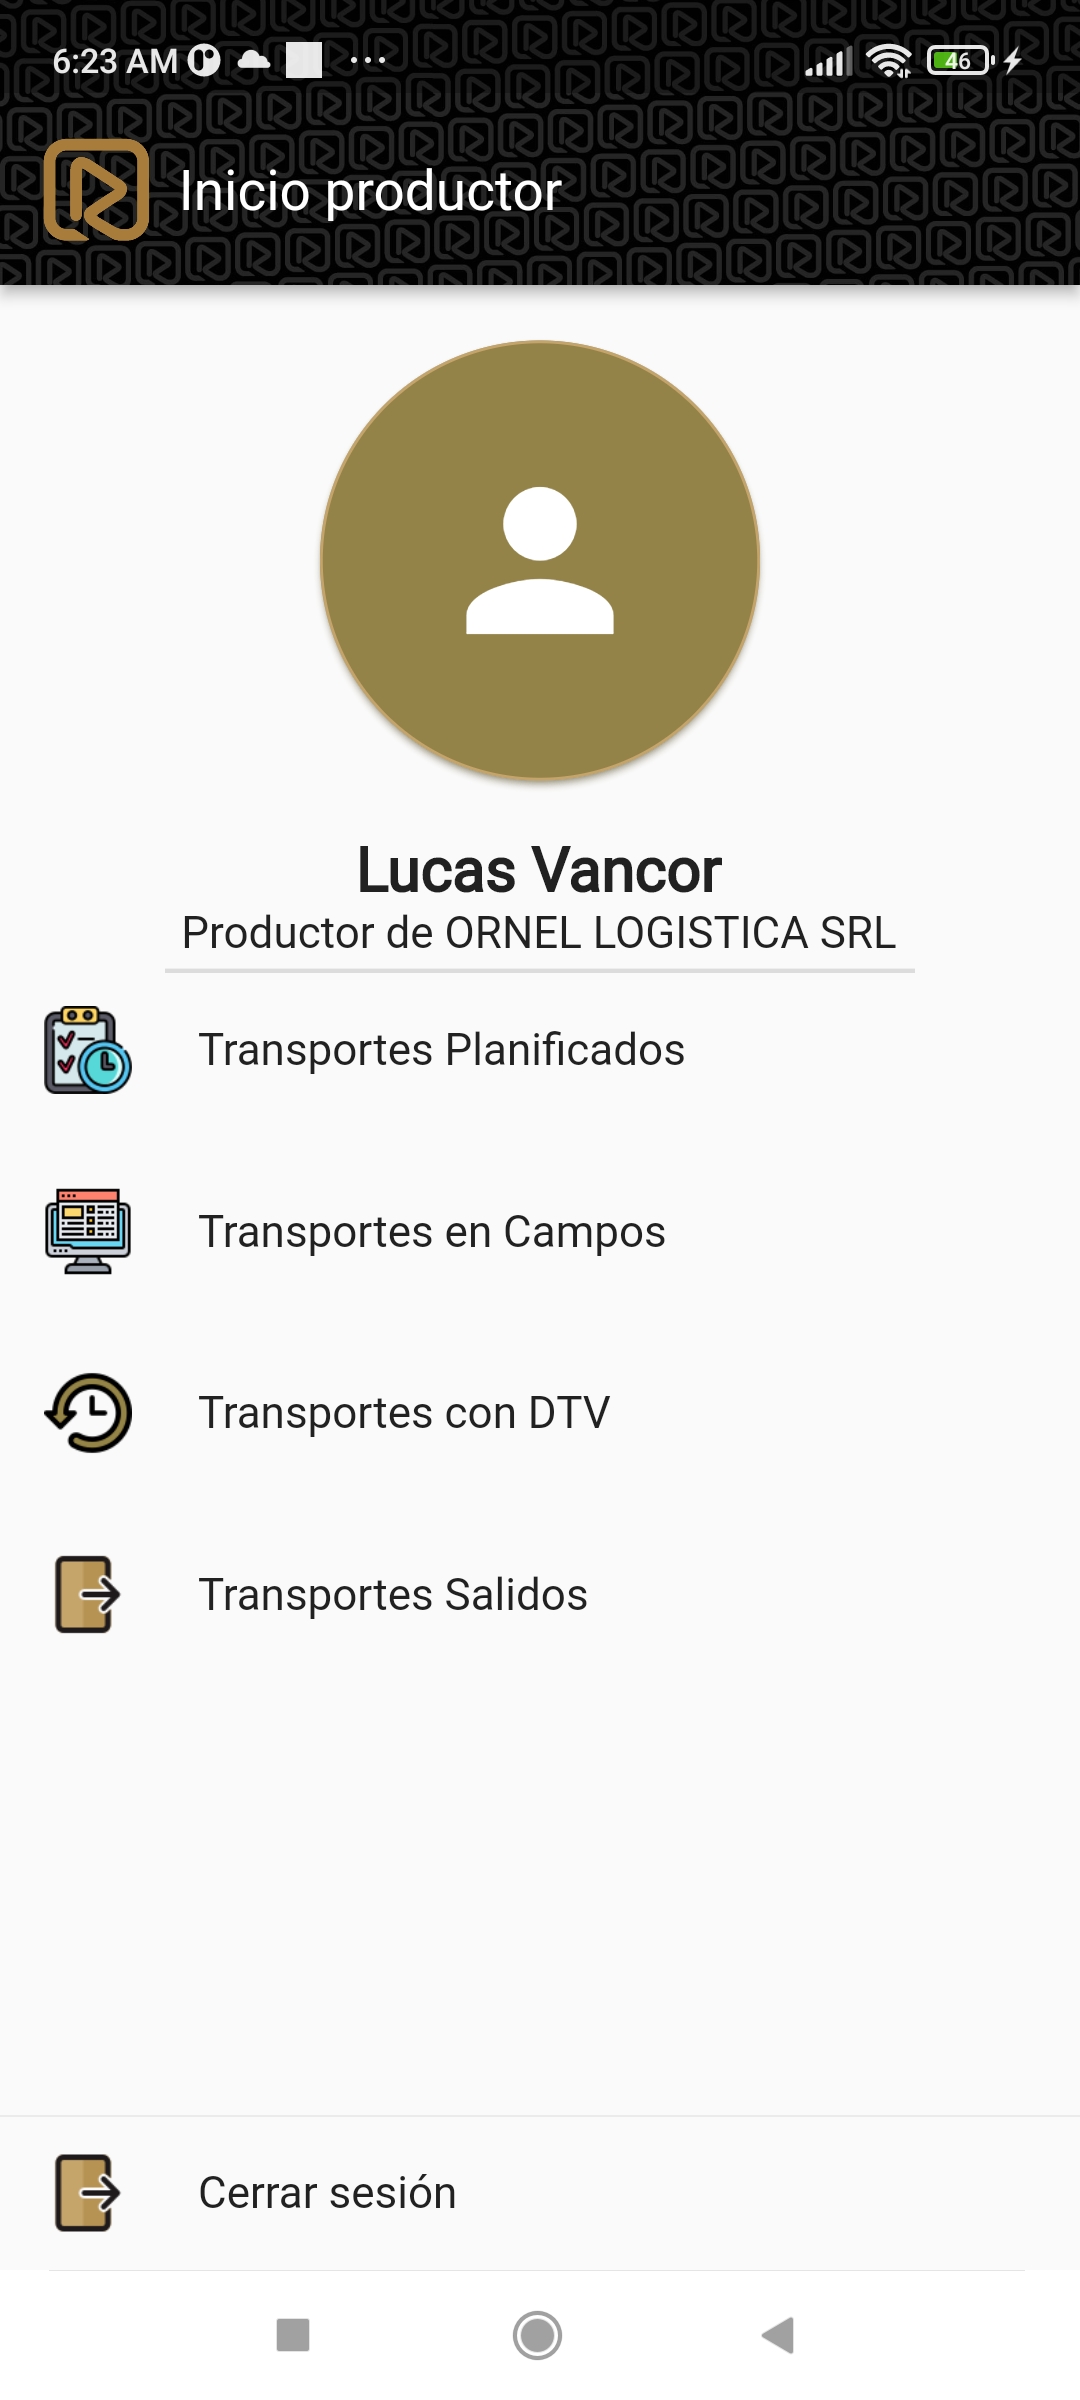 6:23 AM
46
Inicio productor
Lucas Vancor
Productor de ORNEL LOGISTICA SRL
Transportes Planificados
Transportes en Campos
Transportes con DTV
Transportes Salidos
Cerrar sesión